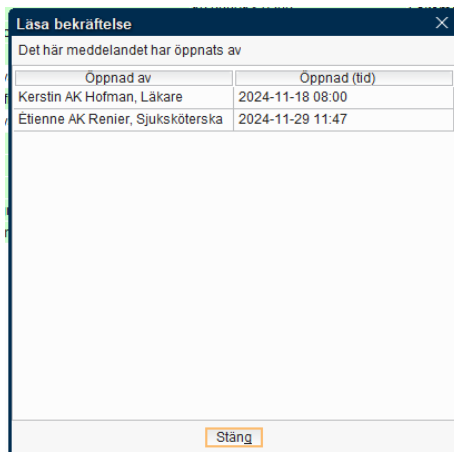 Läsa bekräftelse
Det här meddelandet har öppnats av
Öppnad av Öppnad (tid)
Kerstin AK Hofman, Läkare 2024-11-18 08:00
Étienne AK Renier, Sjuksköterska 2024-11-29 11:47
Stäng